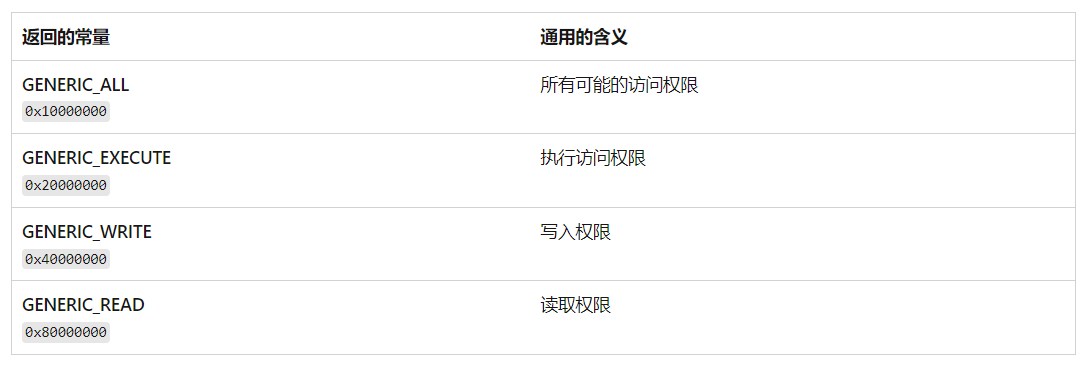 返回的常量 通用的含义
GENERIC_ALL 所有可能的访问权限
0x10000000
GENERIC_EXECUTE 执行访问权限
0x20000000
GENERIC_WRITE 写入权限
0x40000000
GENERIC_READ 读取权限
0x80000000